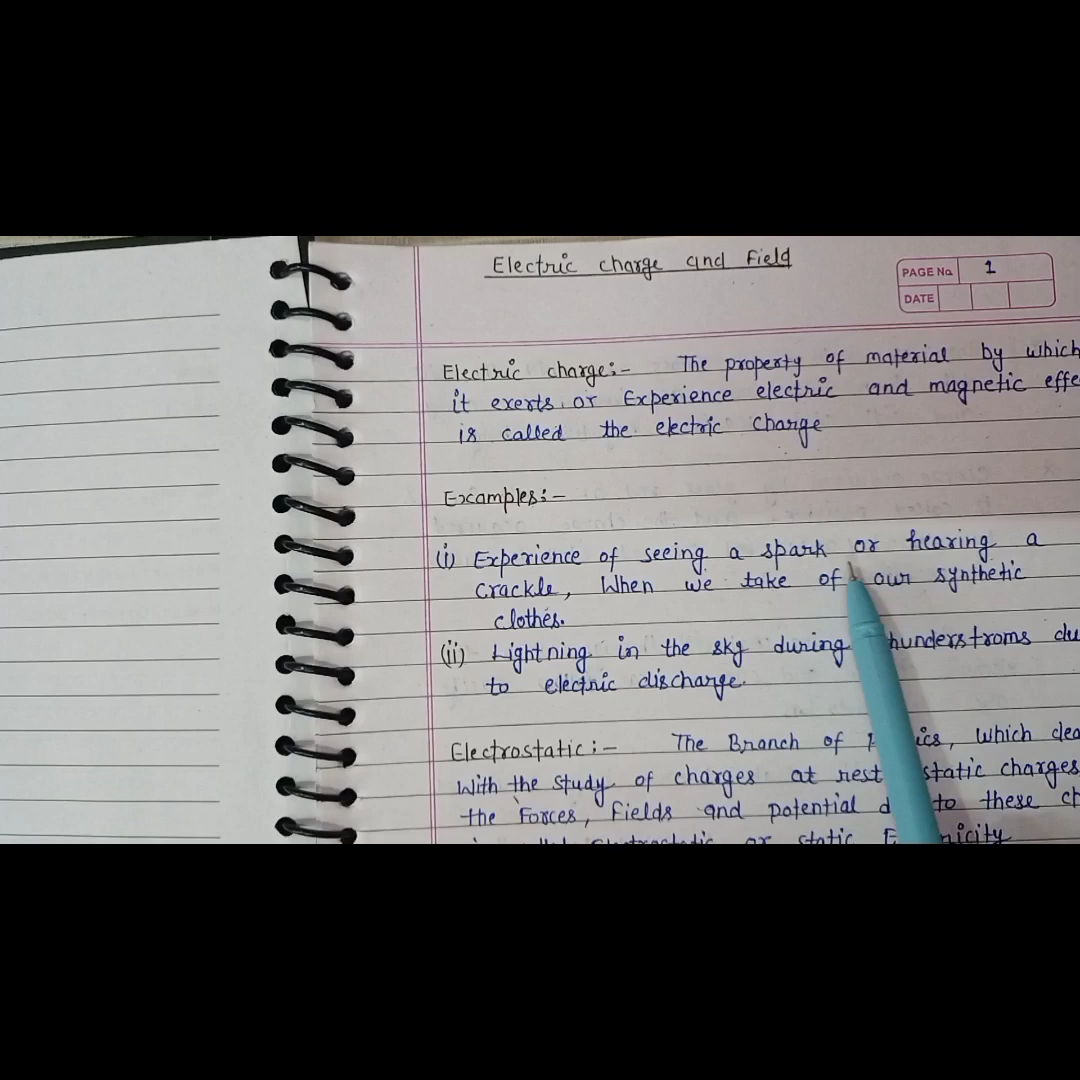 Electric charge and Field
PAGE No 1
DATE
Electric charge:- The property of material by which
it exerts or Experience electric and magnetic effe
is called the electric charge
Examples:-
(i) Experience of seeing a spark or hearing a
crackle, When we take of our synthetic
clothes.
(ii) Lightning in the sky during hunderstroms du
to electric discharge.
Electrostatic:- The Branch of ics, which dea
with the study of charges at rest static charges
the Forces, Fields and potential d to these ch
or static